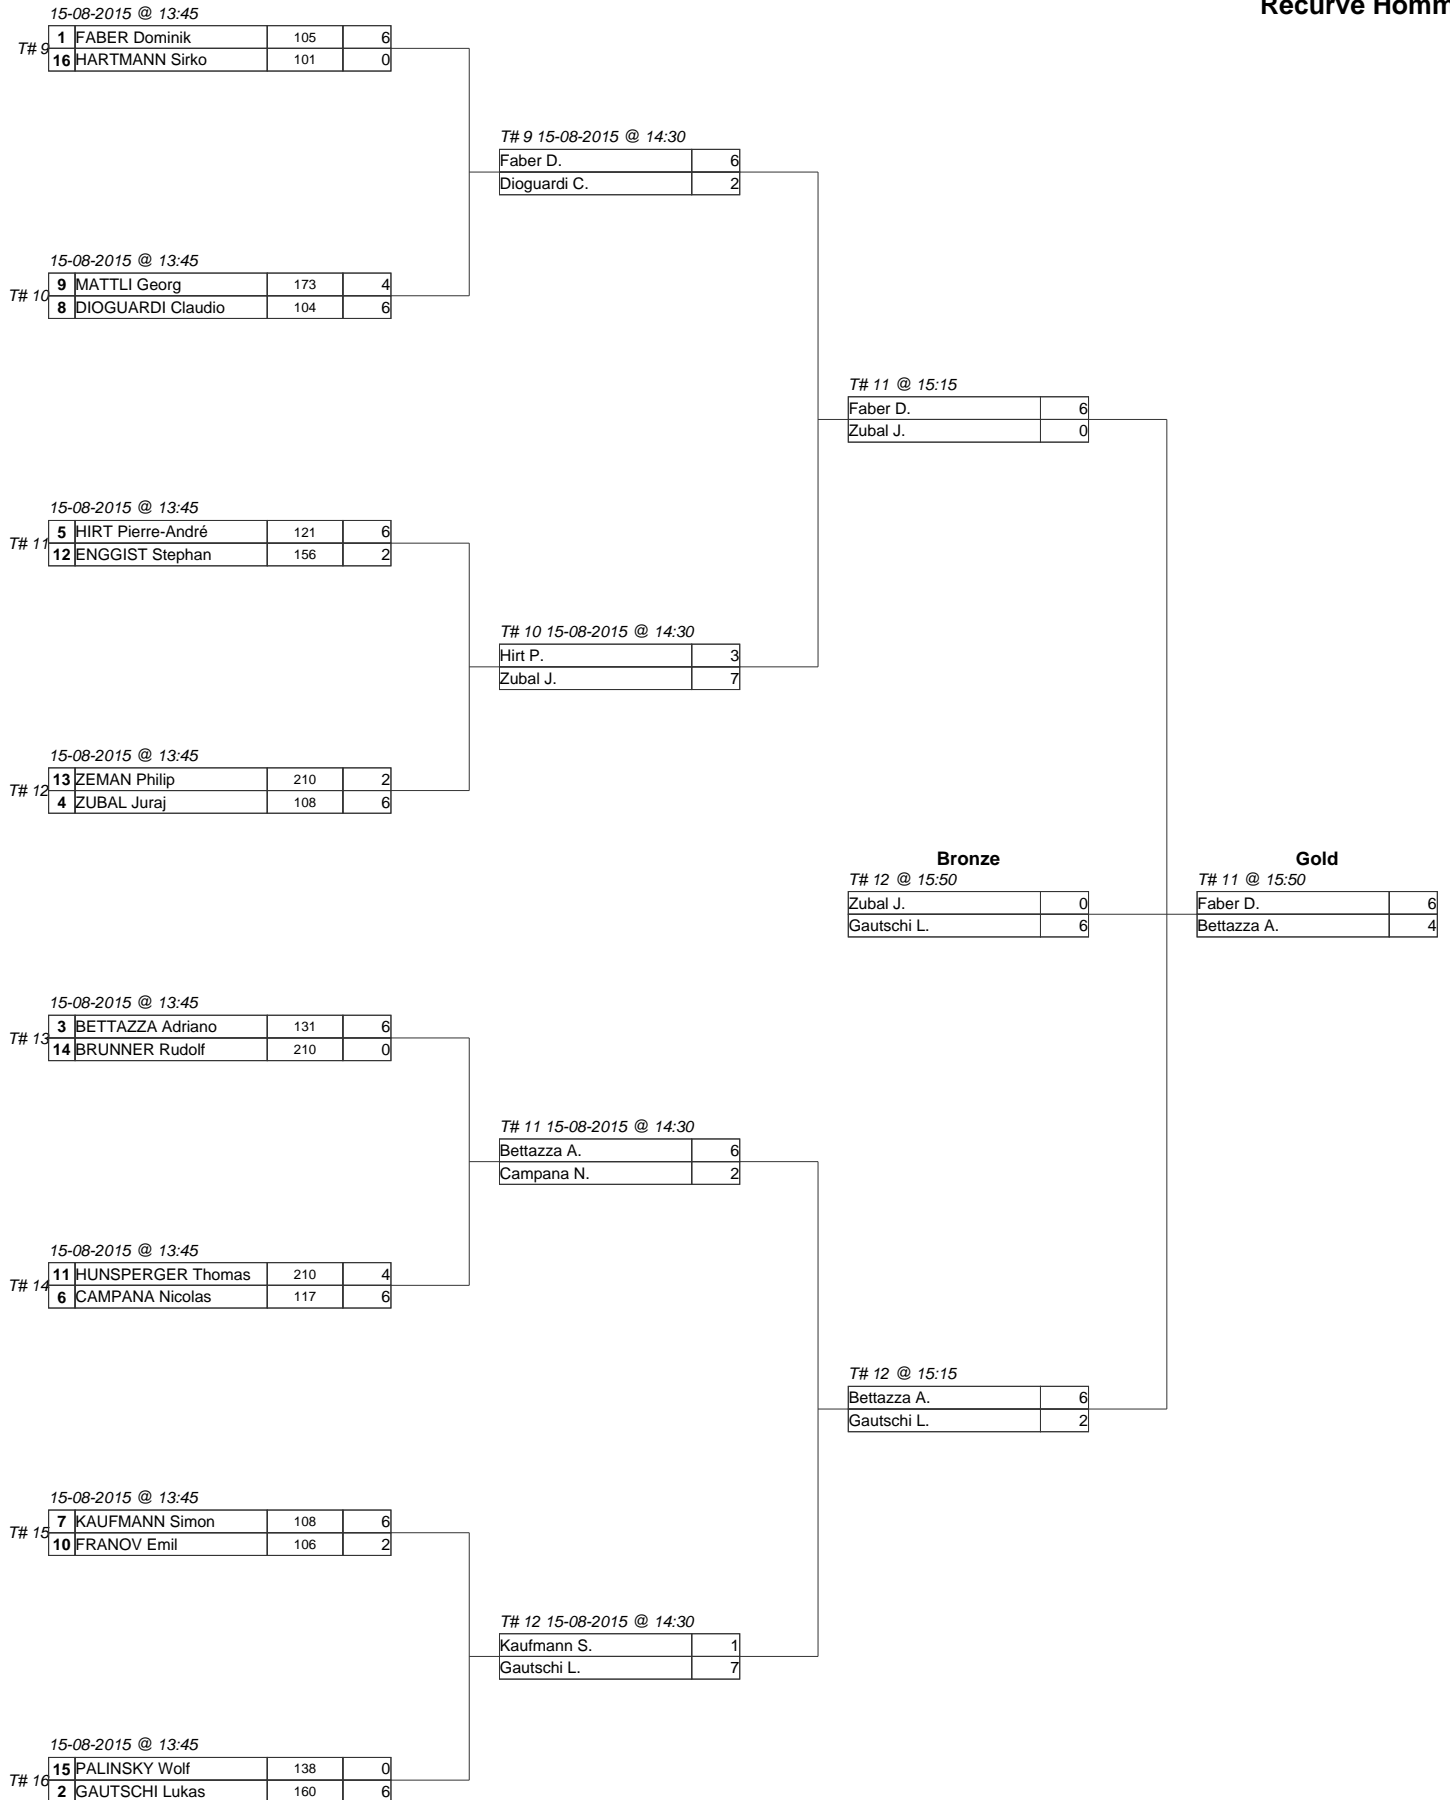 Recurve Homm
15-08-2015 @ 13:45
T# 9
1 FABER Dominik 105 6
16 HARTMANN Sirko 101 0
T# 9 15-08-2015 @ 14:30
Faber D. 6
Dioguardi C. 2
15-08-2015 @ 13:45
T# 10
9 MATTLI Georg 173 4
8 DIOGUARDI Claudio 104 6
T# 11 @ 15:15
Faber D. 6
Zubal J. 0
15-08-2015 @ 13:45
T# 11
5 HIRT Pierre-André 121 6
12 ENGGIST Stephan 156 2
T# 10 15-08-2015 @ 14:30
Hirt P. 3
Zubal J. 7
15-08-2015 @ 13:45
T# 12
13 ZEMAN Philip 210 2
4 ZUBAL Juraj 108 6
Bronze
T# 12 @ 15:50
Zubal J. 0
Gautschi L. 6
Gold
T# 11 @ 15:50
Faber D. 6
Bettazza A. 4
15-08-2015 @ 13:45
T# 13
3 BETTAZZA Adriano 131 6
14 BRUNNER Rudolf 210 0
T# 11 15-08-2015 @ 14:30
Bettazza A. 6
Campana N. 2
15-08-2015 @ 13:45
T# 14
11 HUNSPERGER Thomas 210 4
6 CAMPANA Nicolas 117 6
T# 12 @ 15:15
Bettazza A. 6
Gautschi L. 2
15-08-2015 @ 13:45
T# 15
7 KAUFMANN Simon 108 6
10 FRANOV Emil 106 2
T# 12 15-08-2015 @ 14:30
Kaufmann S. 1
Gautschi L. 7
15-08-2015 @ 13:45
T# 16
15 PALINSKY Wolf 138 0
2 GAUTSCHI Lukas 160 6